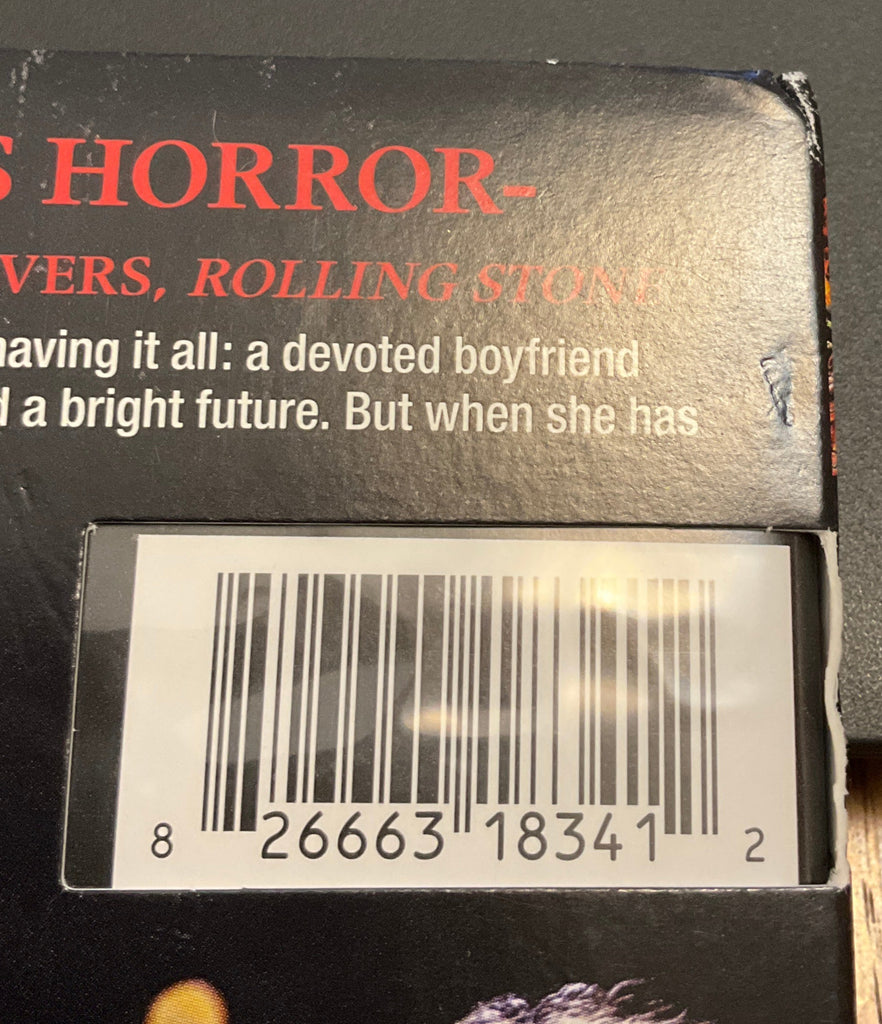 S HORROR-
VERS, ROLLING STONE
having it all: a devoted boyfriend
d a bright future. But when she has
8 26663 18341 2